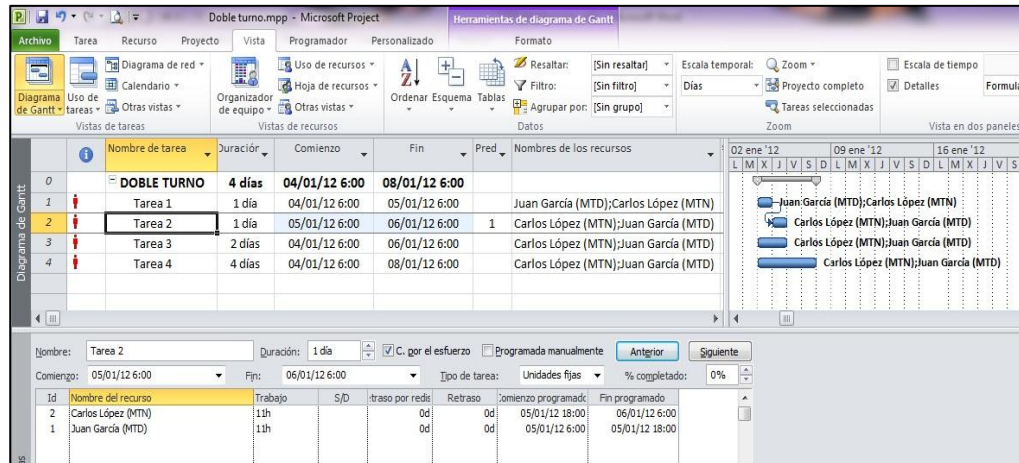 Doble turno.mpp - Microsoft Project
Herramientas de diagrama de Gantt
Archivo Tarea Recurso Proyecto Vista Programador Personalizado Formato
Diagrama de Gantt
Uso de tareas
Diagrama de red
Calendario
Otras vistas
Vistas de tareas
Organizador de equipo
Uso de recursos
Hoja de recursos
Otras vistas
Vistas de recursos
Ordenar Esquema Tablas
Resaltar: [Sin resaltar]
Filtro: [Sin filtro]
Agrupar por: [Sin grupo]
Datos
Escala temporal:
Días
Zoom
Proyecto completo
Tareas seleccionadas
Zoom
Escala de tiempo
Detalles
Vista en dos paneles
Diagrama de Gantt
Nombre de tarea Duración Comienzo Fin Pred Nombres de los recursos
02 ene '12 09 ene '12 16 ene '12
L M X J V S D L M X J V S D L M X J V S
0 DOBLE TURNO 4 días 04/01/12 6:00 08/01/12 6:00
1 Tarea 1 1 día 04/01/12 6:00 05/01/12 6:00 Juan García (MTD);Carlos López (MTN)
2 Tarea 2 1 día 05/01/12 6:00 06/01/12 6:00 1 Carlos López (MTN);Juan García (MTD)
3 Tarea 3 2 días 04/01/12 6:00 06/01/12 6:00 Carlos López (MTN);Juan García (MTD)
4 Tarea 4 4 días 04/01/12 6:00 08/01/12 6:00 Carlos López (MTN);Juan García (MTD)
Juan García (MTD);Carlos López (MTN)
Carlos López (MTN);Juan García (MTD)
Carlos López (MTN);Juan García (MTD)
Carlos López (MTN);Juan García (MTD)
Nombre: Tarea 2 Duración: 1 día C. por el esfuerzo Programada manualmente Anterior Siguiente
Comienzo: 05/01/12 6:00 Fin: 06/01/12 6:00 Tipo de tarea: Unidades fijas % completado: 0%
Id Nombre del recurso Trabajo S/D traso por redis Retraso Comienzo programado Fin programado
2 Carlos López (MTN) 11h 0d 0d 05/01/12 18:00 06/01/12 6:00
1 Juan García (MTD) 11h 0d 0d 05/01/12 6:00 05/01/12 18:00